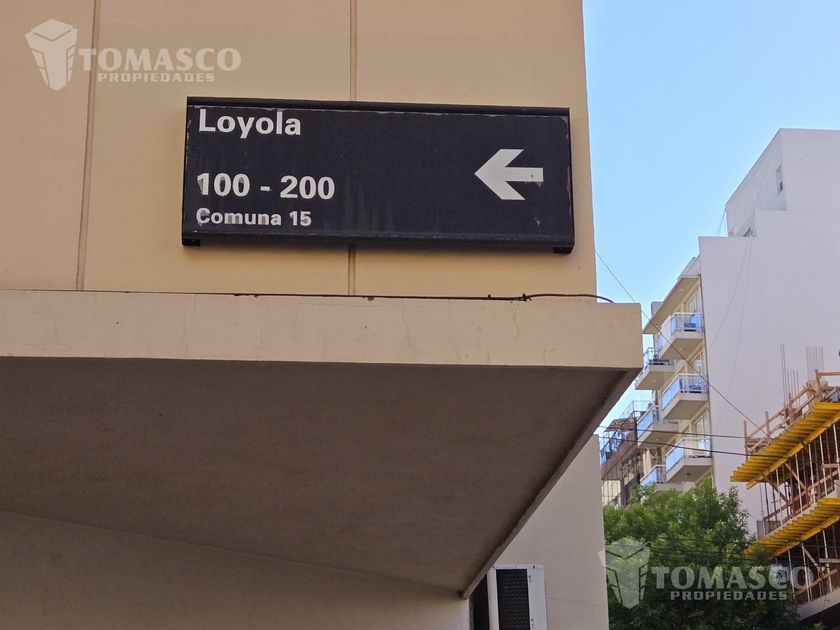 TOMASCO
PROPIEDADES
Loyola
100 - 200
Comuna 15
TOMASCO
PROPIEDADES